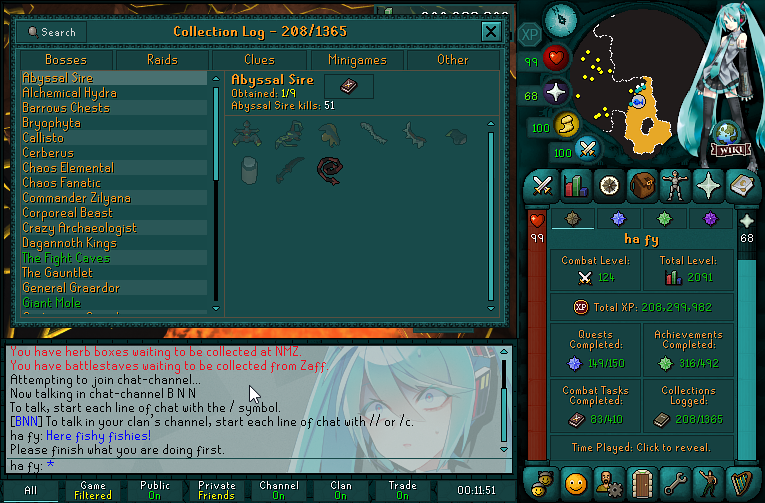 Search
Collection Log - 208/1365
Bosses
Raids
Clues
Minigames
Other
Abyssal Sire
Alchemical Hydra
Barrows Chests
Bryophyta
Callisto
Cerberus
Chaos Elemental
Chaos Fanatic
Commander Zilyana
Corporeal Beast
Crazy Archaeologist
Dagannoth Kings
The Fight Caves
The Gauntlet
General Graardor
Giant Mole
Abyssal Sire
Obtained: 1/9
Abyssal Sire kills: 51
You have herb boxes waiting to be collected at NMZ.
You have battlestaves waiting to be collected from Zaff.
Attempting to join chat-channel...
Now talking in chat-channel B N N
To talk, start each line of chat with the / symbol.
[BNN] To talk in your clan's channel, start each line of chat with // or /c.
ha fy: Here fishy fishies!
Please finish what you are doing first.
ha fy: *
All
Game
Filtered
Public
On
Private
Friends
Channel
On
Clan
On
Trade
On
00:11:51
XP
99
68
100
100
WIKI
99
68
ha fy
Combat Level:
124
Total Level:
2091
XP
Total XP: 208,299,982
Quests
Completed:
149/150
Achievements
Completed:
316/492
Combat Tasks
Completed:
83/410
Collections
Logged:
208/1365
Time Played: Click to reveal.